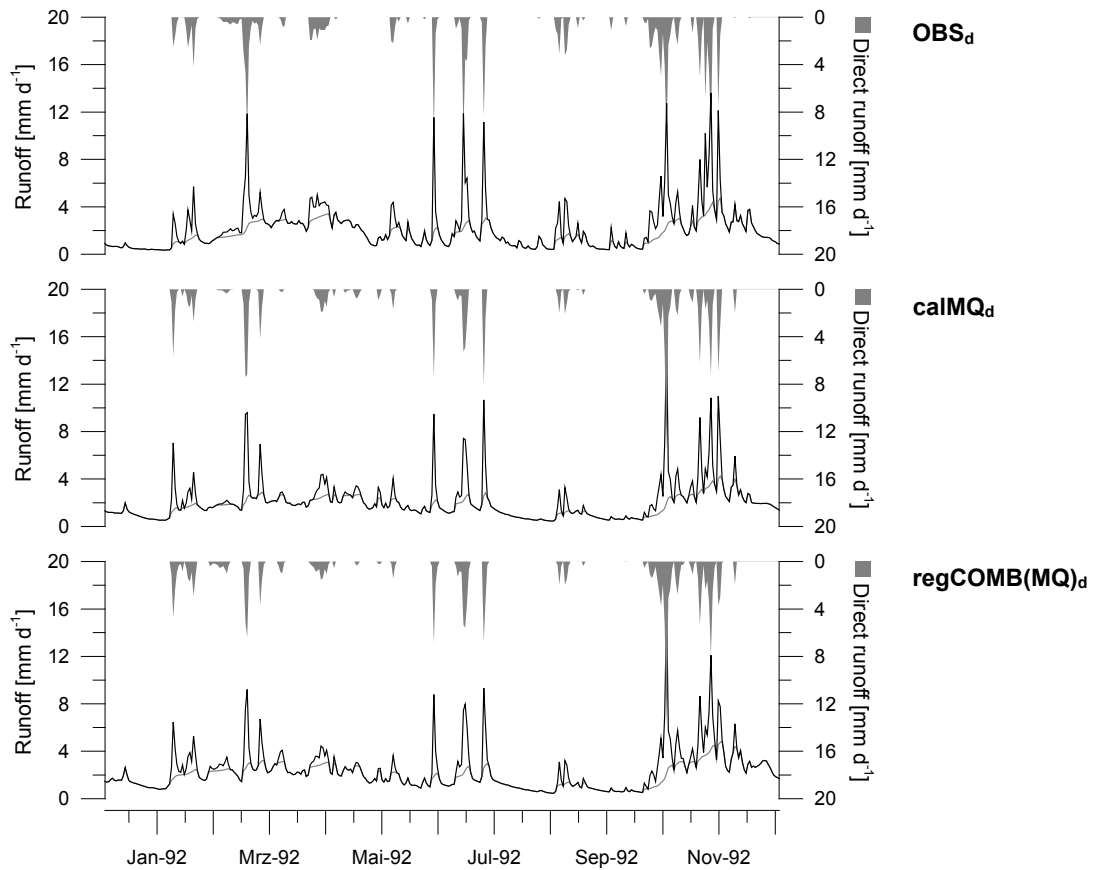 20
16
12
8
4
0
Runoff [mm d-1]
0
4
8
12
16
20
Direct runoff [mm d-1]
OBSd
20
16
12
8
4
0
Runoff [mm d-1]
0
4
8
12
16
20
Direct runoff [mm d-1]
calMQd
20
16
12
8
4
0
Runoff [mm d-1]
0
4
8
12
16
20
Direct runoff [mm d-1]
regCOMB(MQ)d
Jan-92
Mrz-92
Mai-92
Jul-92
Sep-92
Nov-92